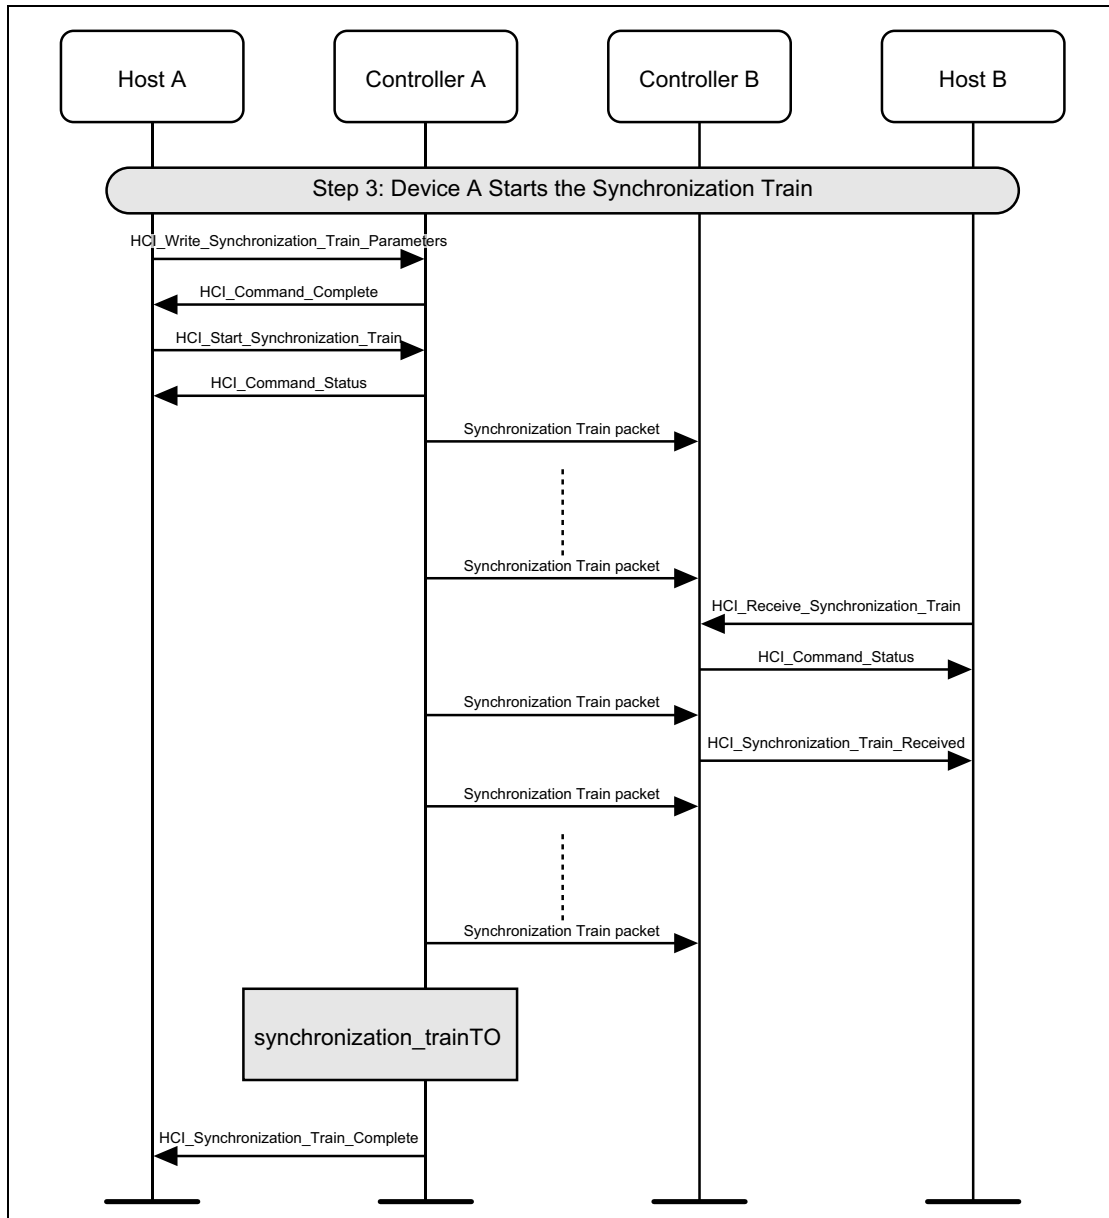 Host A
Controller A
Controller B
Host B
Step 3: Device A Starts the Synchronization Train
HCI_Write_Synchronization_Train_Parameters
HCI_Command_Complete
HCI_Start_Synchronization_Train
HCI_Command_Status
Synchronization Train packet
Synchronization Train packet
HCI_Receive_Synchronization_Train
HCI_Command_Status
Synchronization Train packet
HCI_Synchronization_Train_Received
Synchronization Train packet
Synchronization Train packet
synchronization_trainTO
HCI_Synchronization_Train_Complete